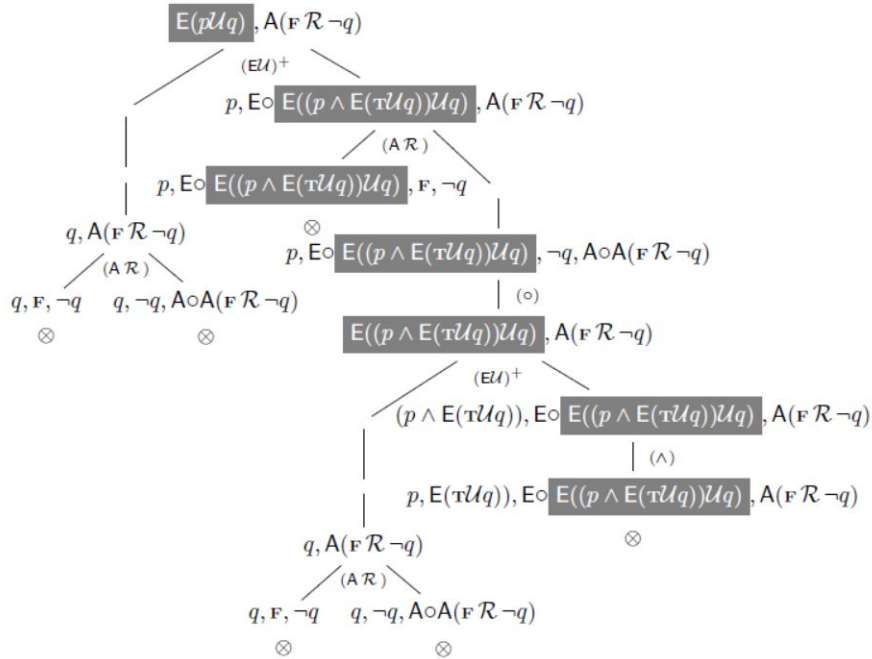 E(p𝒰q), A(F ℛ ¬q)
(E𝒰)⁺
p, E∘E((p ∧ E(T𝒰q))𝒰q), A(F ℛ ¬q)
(A ℛ)
p, E∘E((p ∧ E(T𝒰q))𝒰q), F, ¬q
⊗
q, A(F ℛ ¬q)
p, E∘E((p ∧ E(T𝒰q))𝒰q), ¬q, A∘A(F ℛ ¬q)
(A ℛ)
(∘)
q, F, ¬q
q, ¬q, A∘A(F ℛ ¬q)
⊗
⊗
E((p ∧ E(T𝒰q))𝒰q), A(F ℛ ¬q)
(E𝒰)⁺
(p ∧ E(T𝒰q)), E∘E((p ∧ E(T𝒰q))𝒰q), A(F ℛ ¬q)
(∧)
p, E(T𝒰q)), E∘E((p ∧ E(T𝒰q))𝒰q), A(F ℛ ¬q)
⊗
q, A(F ℛ ¬q)
(A ℛ)
q, F, ¬q
q, ¬q, A∘A(F ℛ ¬q)
⊗
⊗